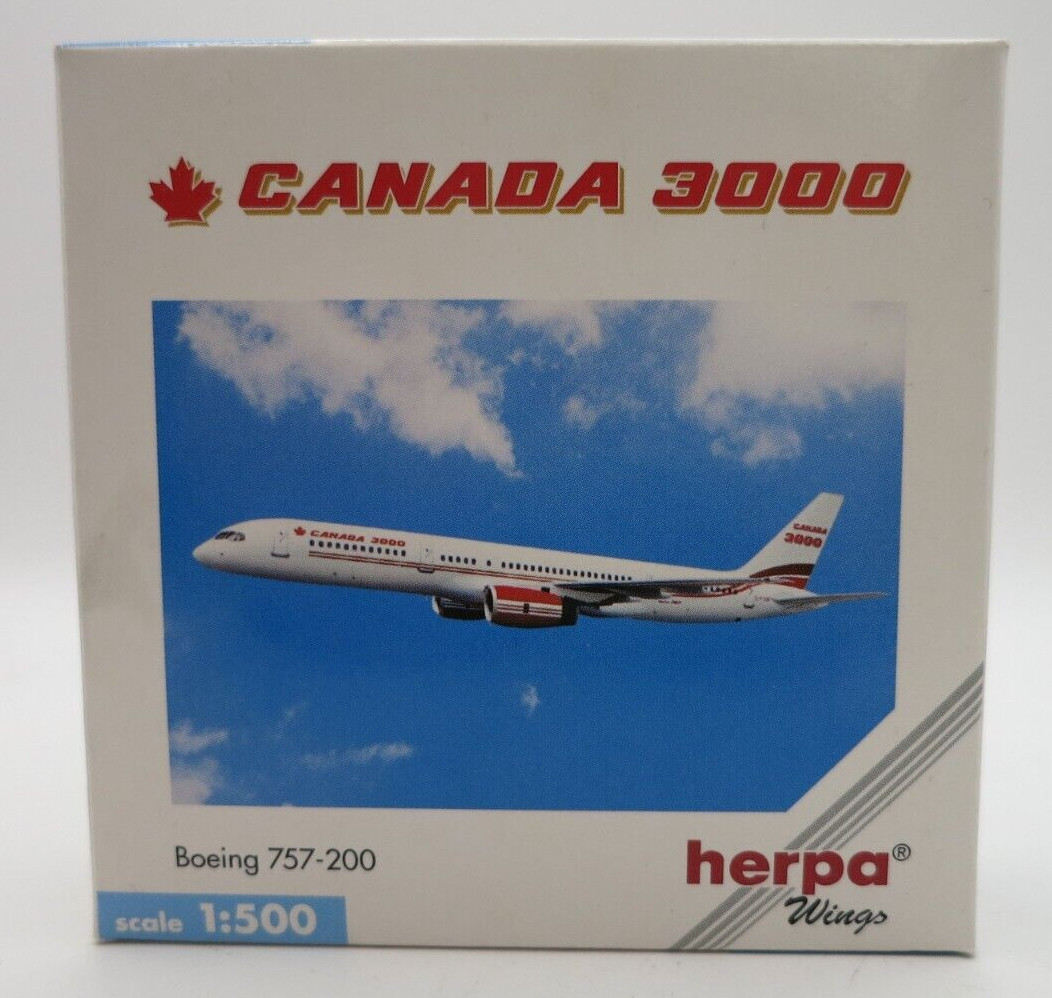 CANADA 3000
CANADA 3000
CANADA
3000
Boeing 757-200
herpa®
Wings
scale 1:500